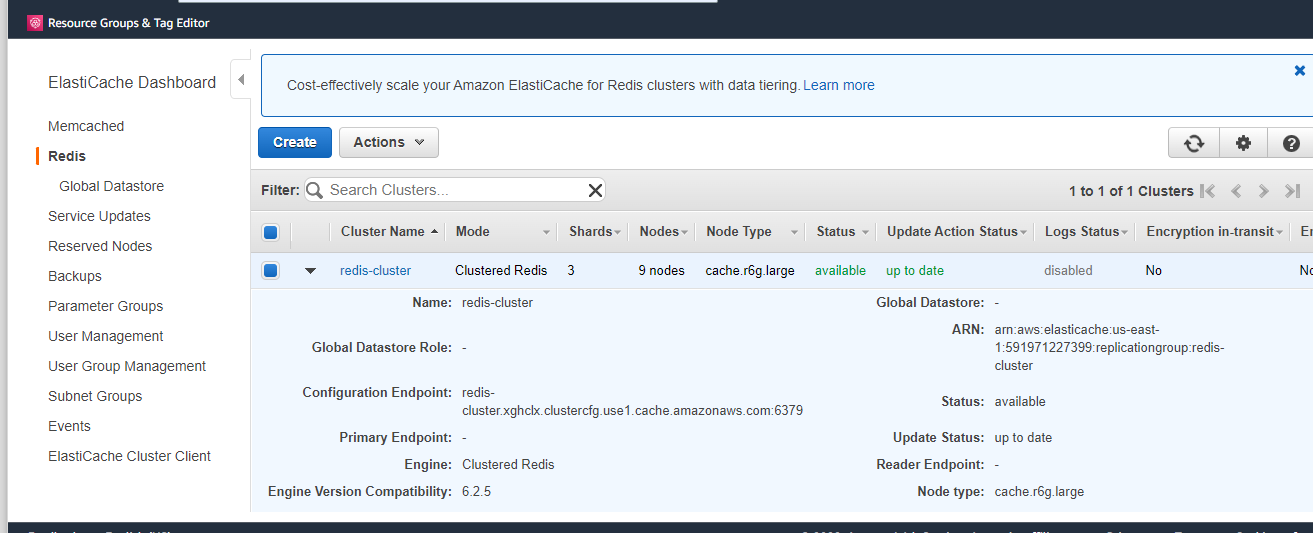 Resource Groups & Tag Editor
ElastiCache Dashboard
Memcached
Redis
Global Datastore
Service Updates
Reserved Nodes
Backups
Parameter Groups
User Management
User Group Management
Subnet Groups
Events
ElastiCache Cluster Client
Cost-effectively scale your Amazon ElastiCache for Redis clusters with data tiering. Learn more
Create Actions
Filter: Search Clusters... 1 to 1 of 1 Clusters
Cluster Name Mode Shards Nodes Node Type Status Update Action Status Logs Status Encryption in-transit
redis-cluster Clustered Redis 3 9 nodes cache.r6g.large available up to date disabled No
Name: redis-cluster
Global Datastore Role: -
Configuration Endpoint: redis-
cluster.xghclx.clustercfg.use1.cache.amazonaws.com:6379
Primary Endpoint: -
Engine: Clustered Redis
Engine Version Compatibility: 6.2.5
Global Datastore: -
ARN: arn:aws:elasticache:us-east-
1:591971227399:replicationgroup:redis-
cluster
Status: available
Update Status: up to date
Reader Endpoint: -
Node type: cache.r6g.large